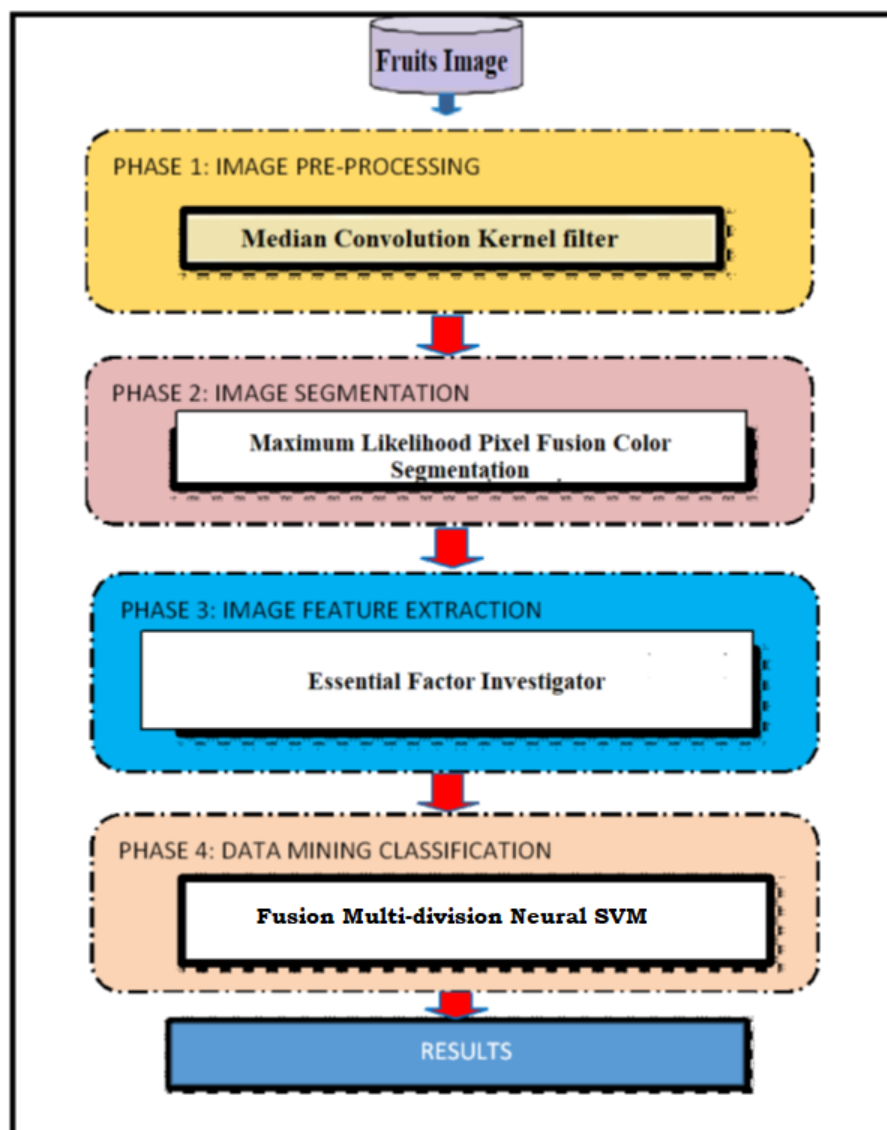 Fruits Image
PHASE 1: IMAGE PRE-PROCESSING
Median Convolution Kernel filter
PHASE 2: IMAGE SEGMENTATION
Maximum Likelihood Pixel Fusion Color
Segmentation
PHASE 3: IMAGE FEATURE EXTRACTION
Essential Factor Investigator
PHASE 4: DATA MINING CLASSIFICATION
Fusion Multi-division Neural SVM
RESULTS